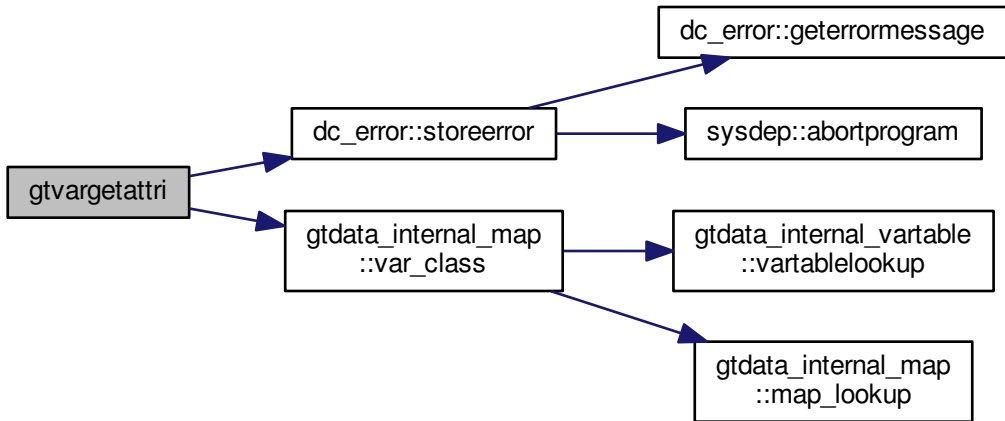 gtvargetattri
dc_error::storeerror
dc_error::geterrormessage
sysdep::abortprogram
gtdata_internal_map
::var_class
gtdata_internal_vartable
::vartablelookup
gtdata_internal_map
::map_lookup